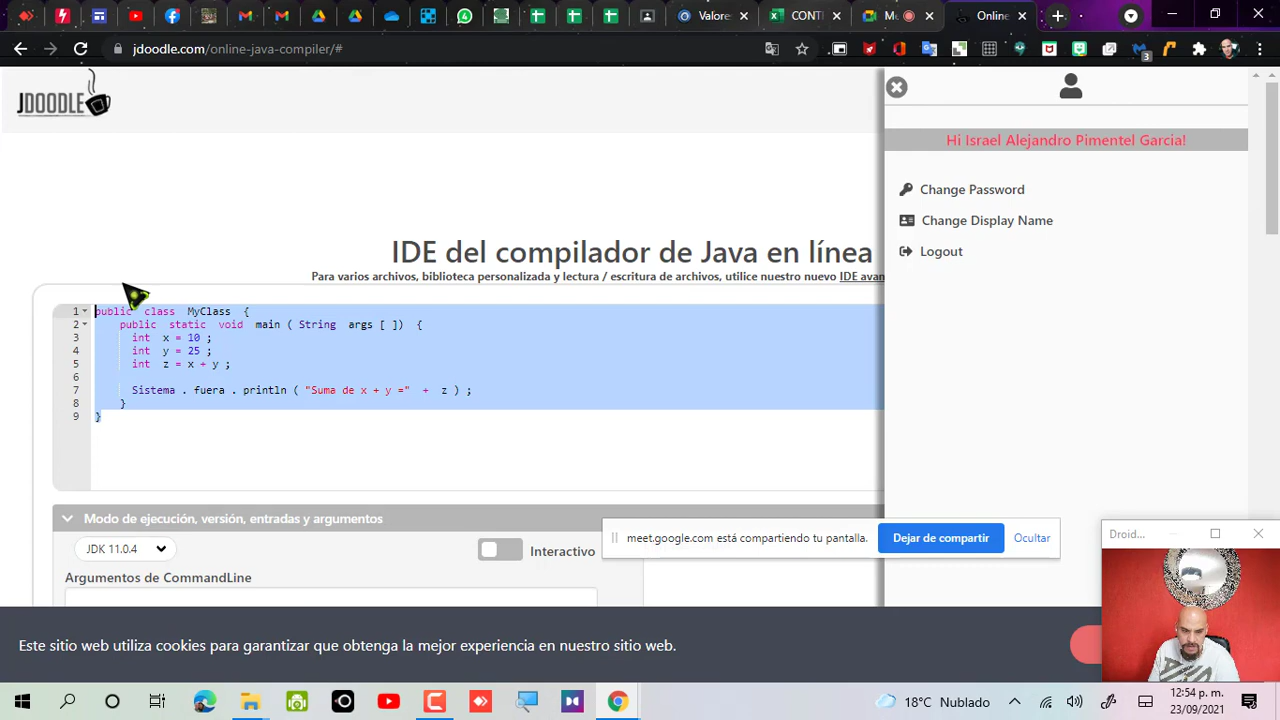 Valores
CONTI
Me
Online
jdoodle.com/online-java-compiler/#
3
JDOODLE
Hi Israel Alejandro Pimentel Garcia!
Change Password
Change Display Name
Logout
IDE del compilador de Java en línea
Para varios archivos, biblioteca personalizada y lectura / escritura de archivos, utilice nuestro nuevo IDE avan
1 public class MyClass {
2 public static void main ( String args [ ]) {
3 int x = 10 ;
4 int y = 25 ;
5 int z = x + y ;
6
7 Sistema . fuera . println ( "Suma de x + y =" + z ) ;
8 }
9 }
Modo de ejecución, versión, entradas y argumentos
JDK 11.0.4
Interactivo
Argumentos de CommandLine
meet.google.com está compartiendo tu pantalla.
Dejar de compartir
Ocultar
Droid...
Este sitio web utiliza cookies para garantizar que obtenga la mejor experiencia en nuestro sitio web.
18°C Nublado
12:54 p. m.
23/09/2021